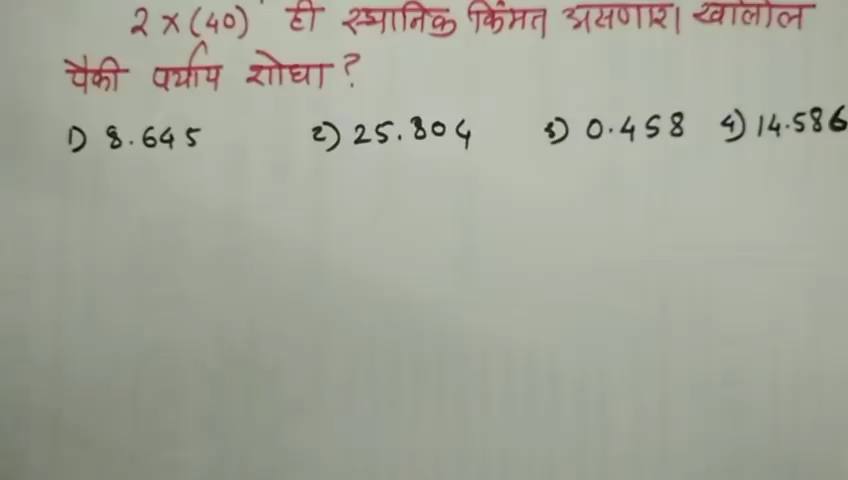 2 × (40) ही स्थानिक किंमत असणारा खालील
पैकी पर्याय शोधा ?
1) 8.645 2) 25.804 3) 0.458 4) 14.586